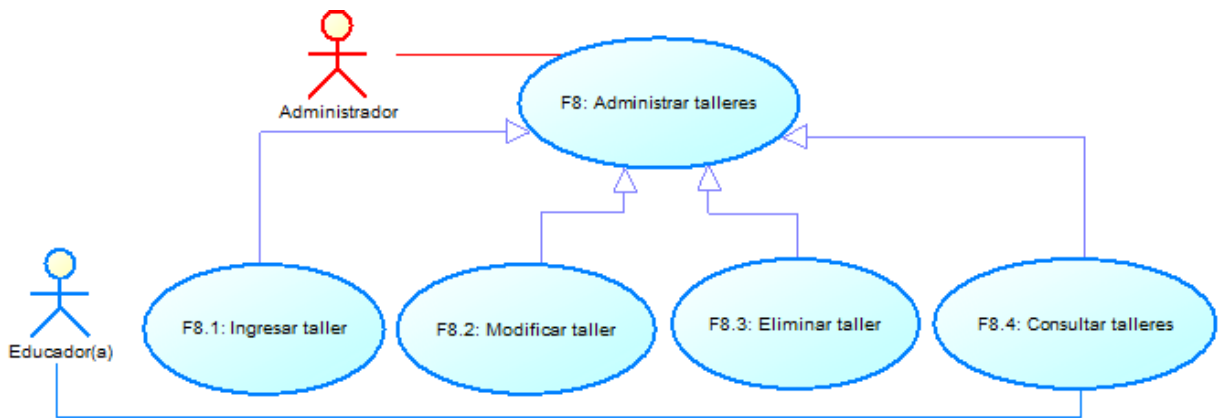 F8: Administrar talleres
Administrador
F8.1: Ingresar taller
F8.2: Modificar taller
F8.3: Eliminar taller
F8.4: Consultar talleres
Educador(a)